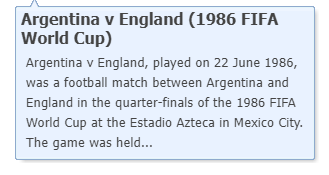 Argentina v England (1986 FIFA
World Cup)
Argentina v England, played on 22 June 1986,
was a football match between Argentina and
England in the quarter-finals of the 1986 FIFA
World Cup at the Estadio Azteca in Mexico City.
The game was held...